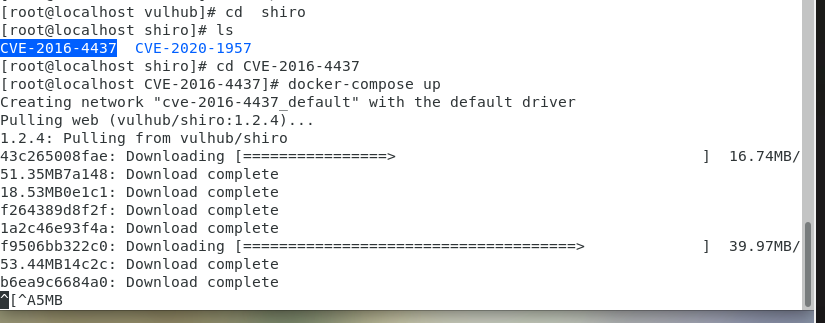 [root@localhost vulhub]# cd  shiro
[root@localhost shiro]# ls
CVE-2016-4437  CVE-2020-1957
[root@localhost shiro]# cd CVE-2016-4437
[root@localhost CVE-2016-4437]# docker-compose up
Creating network "cve-2016-4437_default" with the default driver
Pulling web (vulhub/shiro:1.2.4)...
1.2.4: Pulling from vulhub/shiro
43c265008fae: Downloading [================>                                  ]  16.74MB/
51.35MB7a148: Download complete
18.53MB0e1c1: Download complete
f264389d8f2f: Download complete
1a2c46e93f4a: Download complete
f9506bb322c0: Downloading [=====================================>             ]  39.97MB/
53.44MB14c2c: Download complete
b6ea9c6684a0: Download complete
^[^A5MB